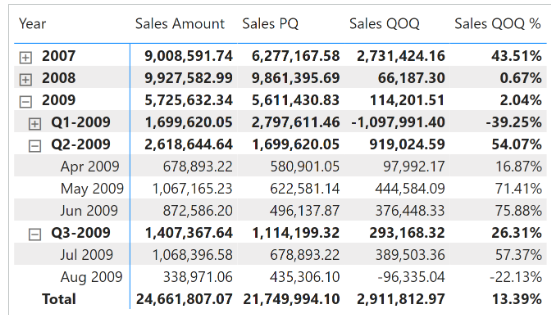 Year Sales Amount Sales PQ Sales QOQ Sales QOQ %
2007 9,008,591.74 6,277,167.58 2,731,424.16 43.51%
2008 9,927,582.99 9,861,395.69 66,187.30 0.67%
2009 5,725,632.34 5,611,430.83 114,201.51 2.04%
Q1-2009 1,699,620.05 2,797,611.46 -1,097,991.40 -39.25%
Q2-2009 2,618,644.64 1,699,620.05 919,024.59 54.07%
Apr 2009 678,893.22 580,901.05 97,992.17 16.87%
May 2009 1,067,165.23 622,581.14 444,584.09 71.41%
Jun 2009 872,586.20 496,137.87 376,448.33 75.88%
Q3-2009 1,407,367.64 1,114,199.32 293,168.32 26.31%
Jul 2009 1,068,396.58 678,893.22 389,503.36 57.37%
Aug 2009 338,971.06 435,306.10 -96,335.04 -22.13%
Total 24,661,807.07 21,749,994.10 2,911,812.97 13.39%